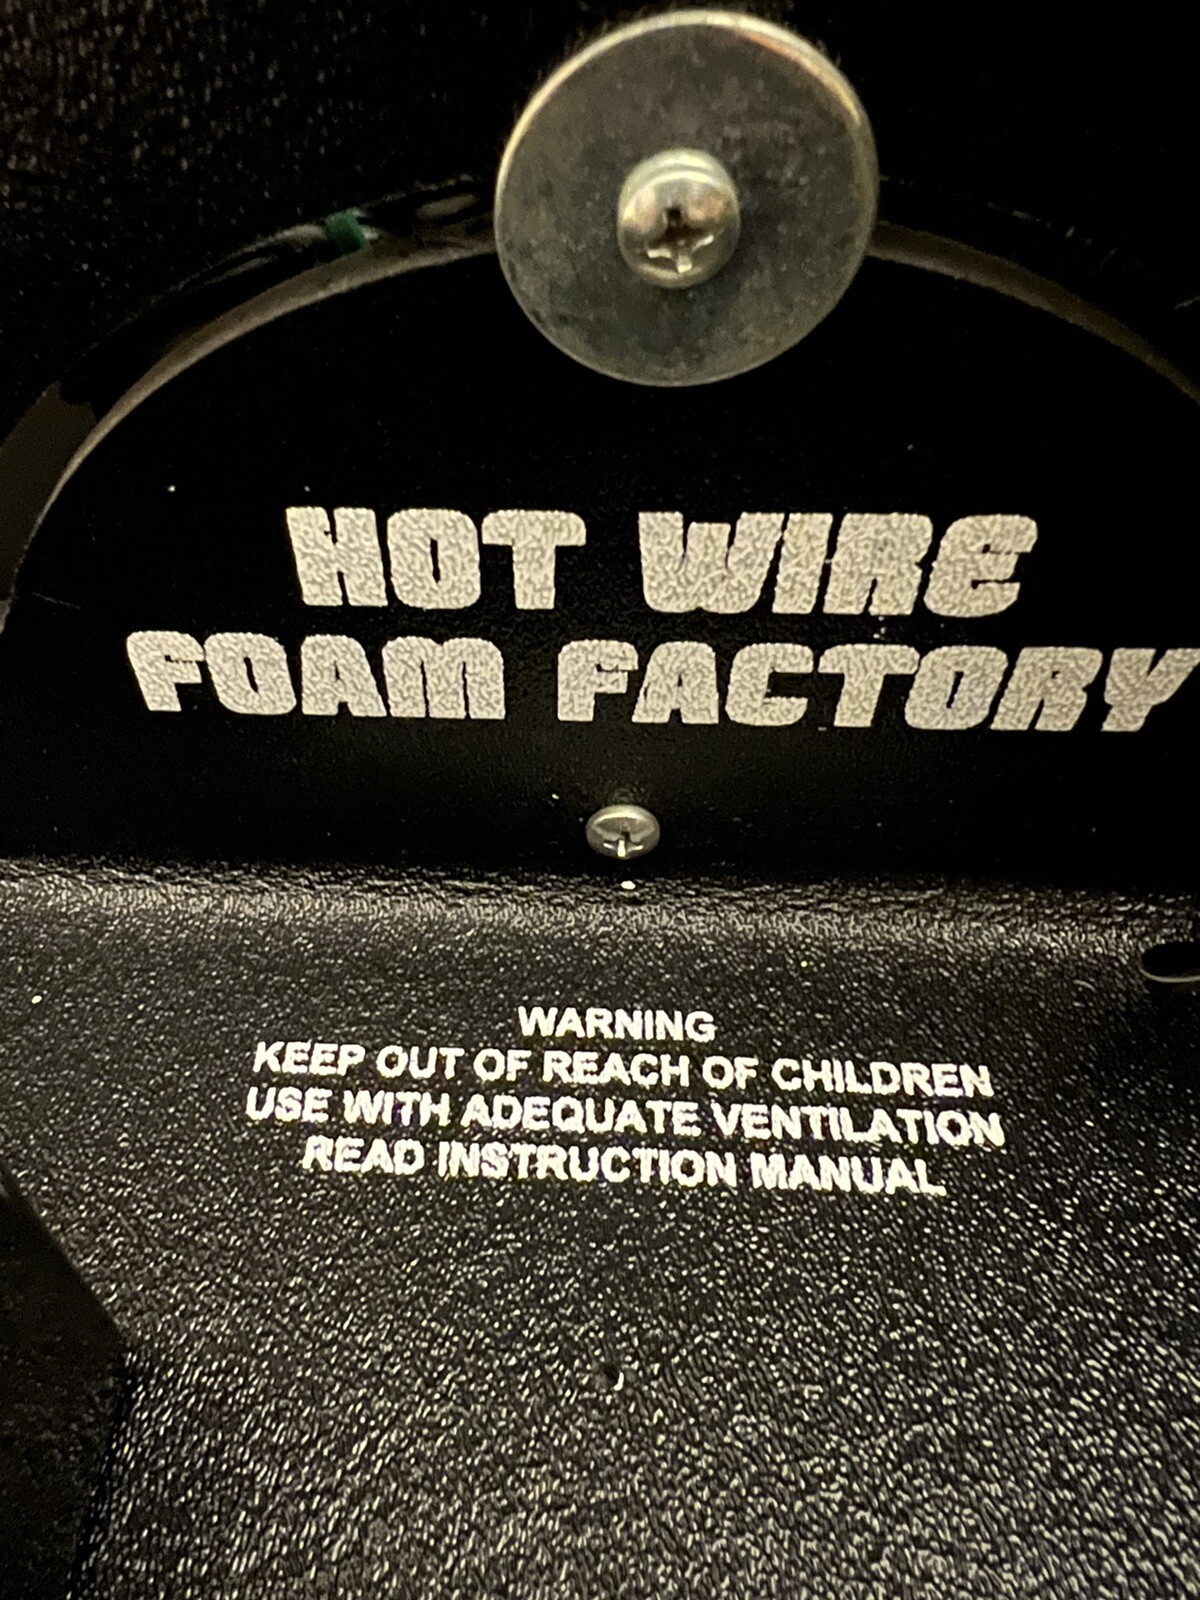 HOT WIRE
FOAM FACTORY
WARNING
KEEP OUT OF REACH OF CHILDREN
USE WITH ADEQUATE VENTILATION
READ INSTRUCTION MANUAL